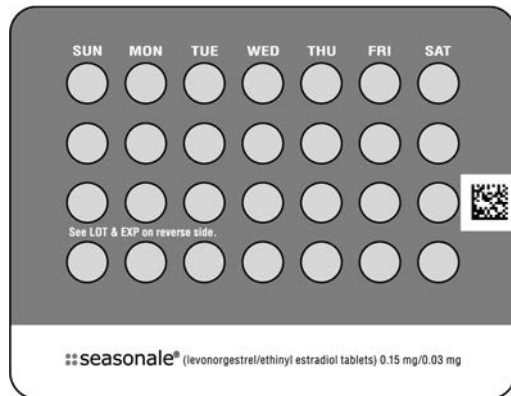 SUN MON TUE WED THU FRI SAT
See LOT & EXP on reverse side.
seasonale® (levonorgestrel/ethinyl estradiol tablets) 0.15 mg/0.03 mg